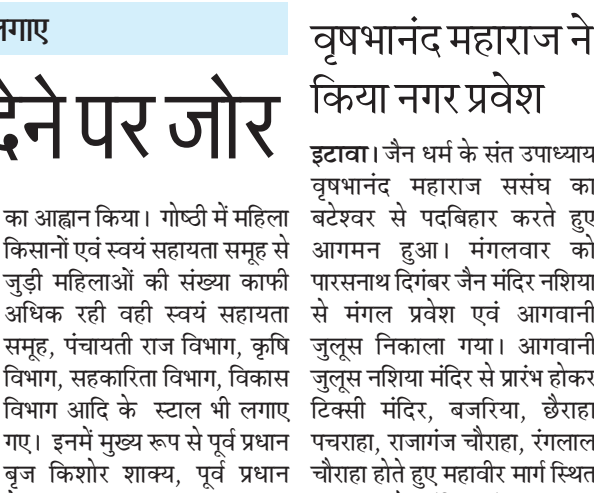 लगाए
देने पर जोर
का आह्वान किया। गोष्ठी में महिला
किसानों एवं स्वयं सहायता समूह से
जुड़ी महिलाओं की संख्या काफी
अधिक रही वही स्वयं सहायता
समूह, पंचायती राज विभाग, कृषि
विभाग, सहकारिता विभाग, विकास
विभाग आदि के स्टाल भी लगाए
गए। इनमें मुख्य रूप से पूर्व प्रधान
बृज किशोर शाक्य, पूर्व प्रधान
वृषभानंद महाराज ने
किया नगर प्रवेश
इटावा। जैन धर्म के संत उपाध्याय
वृषभानंद महाराज ससंघ का
बटेश्वर से पदबिहार करते हुए
आगमन हुआ। मंगलवार को
पारसनाथ दिगंबर जैन मंदिर नशिया
से मंगल प्रवेश एवं आगवानी
जुलूस निकाला गया। आगवानी
जुलूस नशिया मंदिर से प्रारंभ होकर
टिक्सी मंदिर, बजरिया, छैराहा
पचराहा, राजागंज चौराहा, रंगलाल
चौराहा होते हुए महावीर मार्ग स्थित